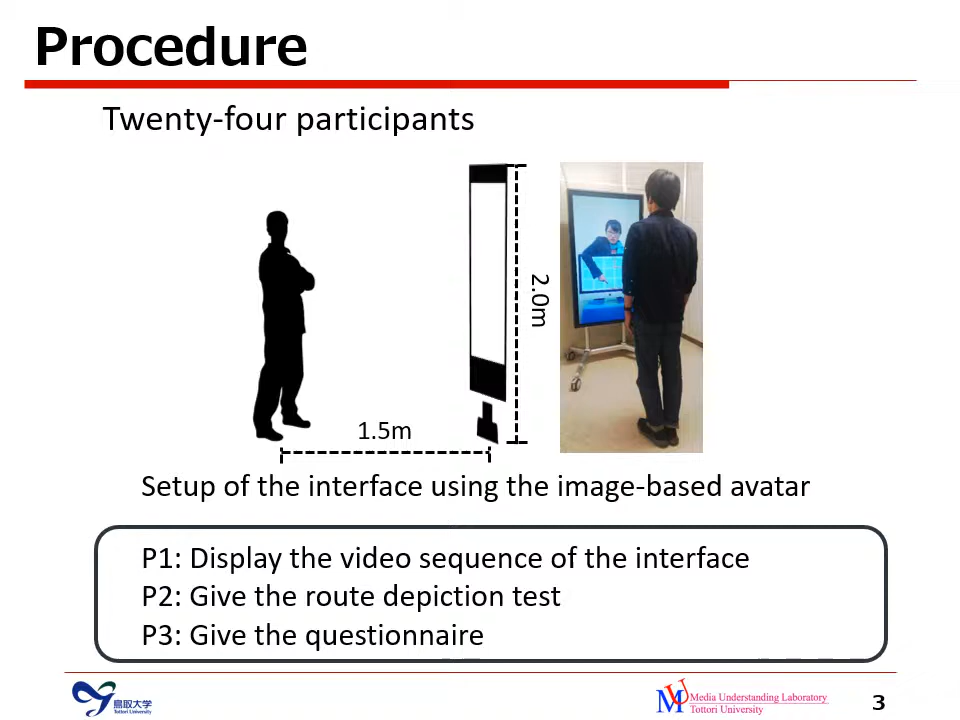 Procedure
Twenty-four participants
2.0m
1.5m
Setup of the interface using the image-based avatar
P1: Display the video sequence of the interface
P2: Give the route depiction test
P3: Give the questionnaire
鳥取大学
Tottori University
MU
Media Understanding Laboratory
Tottori University
3